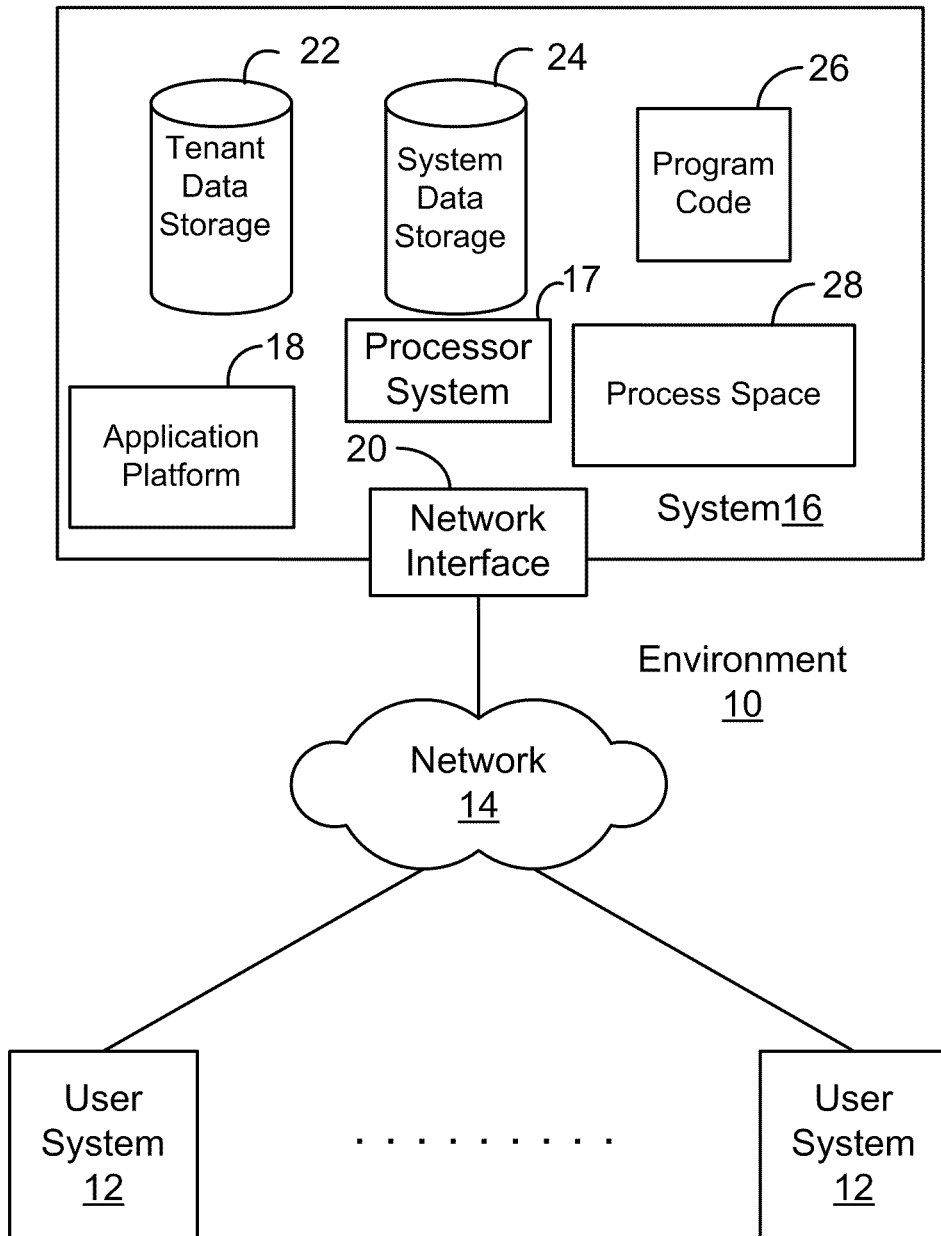 22
24
26
Tenant
Data
Storage
System
Data
Storage
Program
Code
17
28
18
Processor
System
Process Space
Application
Platform
20
System16
Network
Interface
Environment
10
Network
14
User
System
12
. . . . . . . . . .
User
System
12